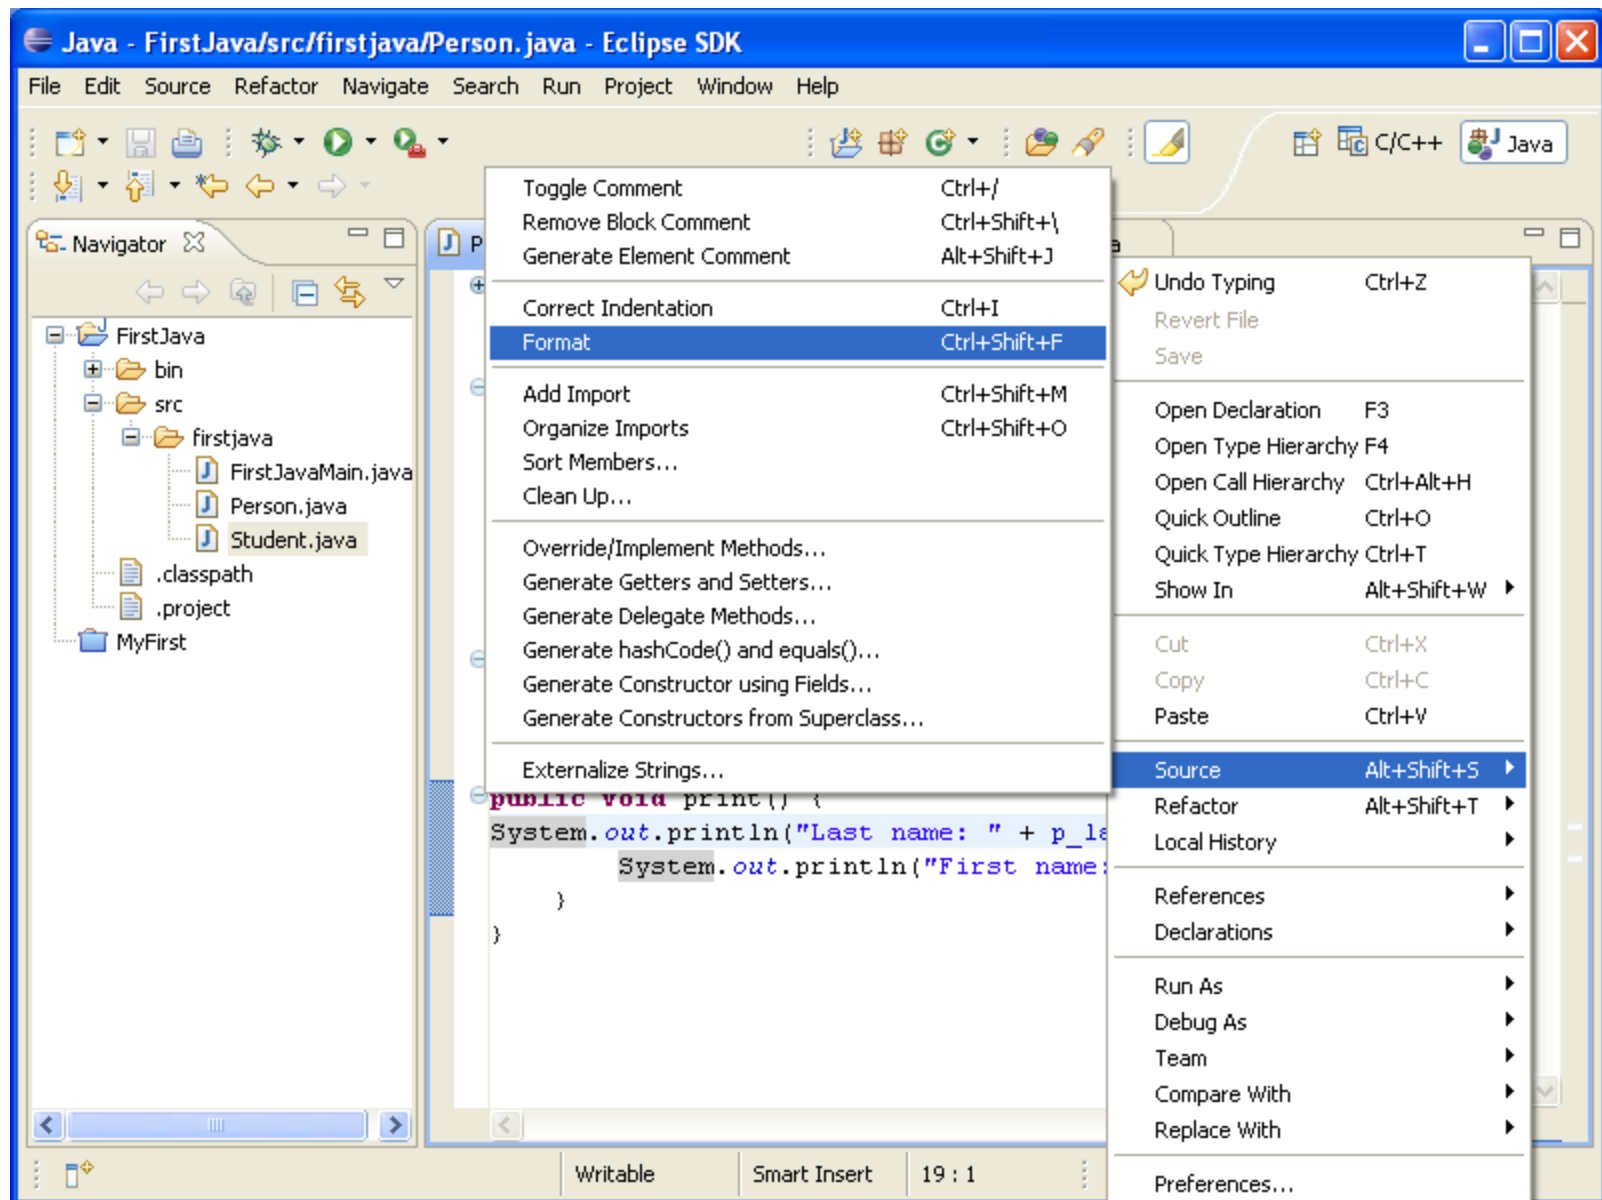 Java - FirstJava/src/firstjava/Person.java - Eclipse SDK
File Edit Source Refactor Navigate Search Run Project Window Help
C/C++ Java
Navigator
FirstJava
bin
src
firstjava
FirstJavaMain.java
Person.java
Student.java
.classpath
.project
MyFirst
P
a
Toggle Comment Ctrl+/
Remove Block Comment Ctrl+Shift+\
Generate Element Comment Alt+Shift+J
Correct Indentation Ctrl+I
Format Ctrl+Shift+F
Add Import Ctrl+Shift+M
Organize Imports Ctrl+Shift+O
Sort Members...
Clean Up...
Override/Implement Methods...
Generate Getters and Setters...
Generate Delegate Methods...
Generate hashCode() and equals()...
Generate Constructor using Fields...
Generate Constructors from Superclass...
Externalize Strings...
public void print() {
System.out.println("Last name: " + p_la
System.out.println("First name:
}
}
Undo Typing Ctrl+Z
Revert File
Save
Open Declaration F3
Open Type Hierarchy F4
Open Call Hierarchy Ctrl+Alt+H
Quick Outline Ctrl+O
Quick Type Hierarchy Ctrl+T
Show In Alt+Shift+W
Cut Ctrl+X
Copy Ctrl+C
Paste Ctrl+V
Source Alt+Shift+S
Refactor Alt+Shift+T
Local History
References
Declarations
Run As
Debug As
Team
Compare With
Replace With
Preferences...
Writable Smart Insert 19 : 1